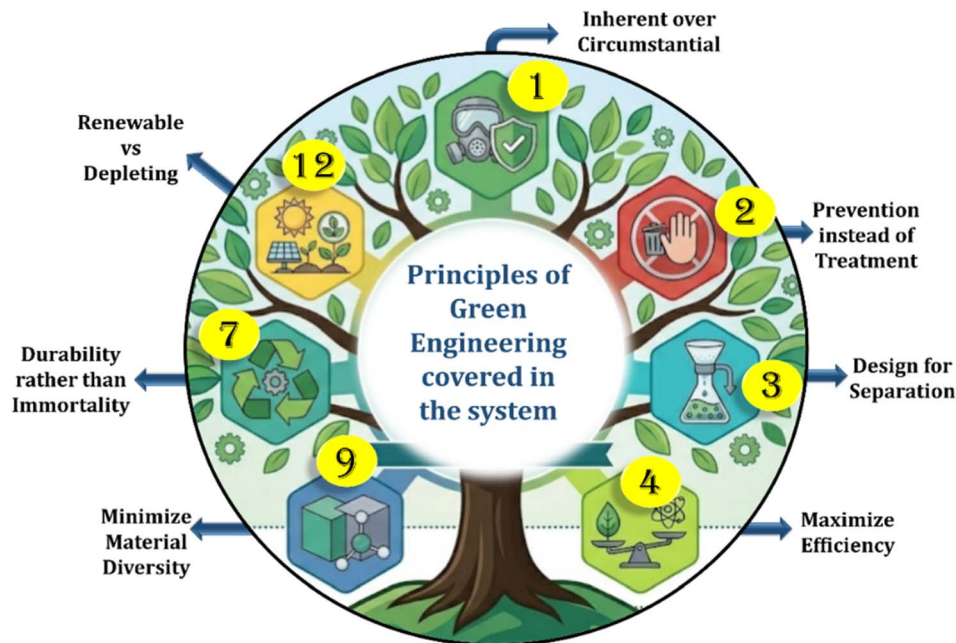 Inherent over
Circumstantial
1
Renewable
vs
Depleting
12
2
Prevention
instead of
Treatment
Principles of
Green
Engineering
covered in
the system
7
Durability
rather than
Immortality
3
Design for
Separation
9
4
Minimize
Material
Diversity
Maximize
Efficiency